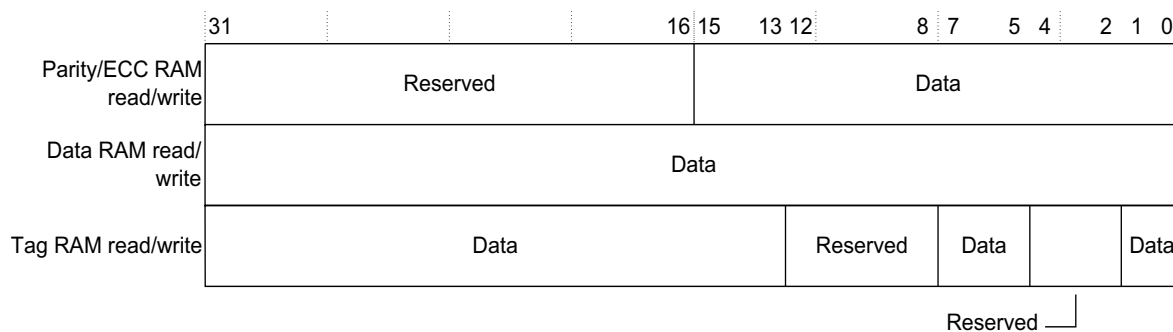 31 16 15 13 12 8 7 5 4 2 1 0
Parity/ECC RAM
read/write
Reserved Data
Data RAM read/
write
Data
Tag RAM read/write Data Reserved Data Data
Reserved